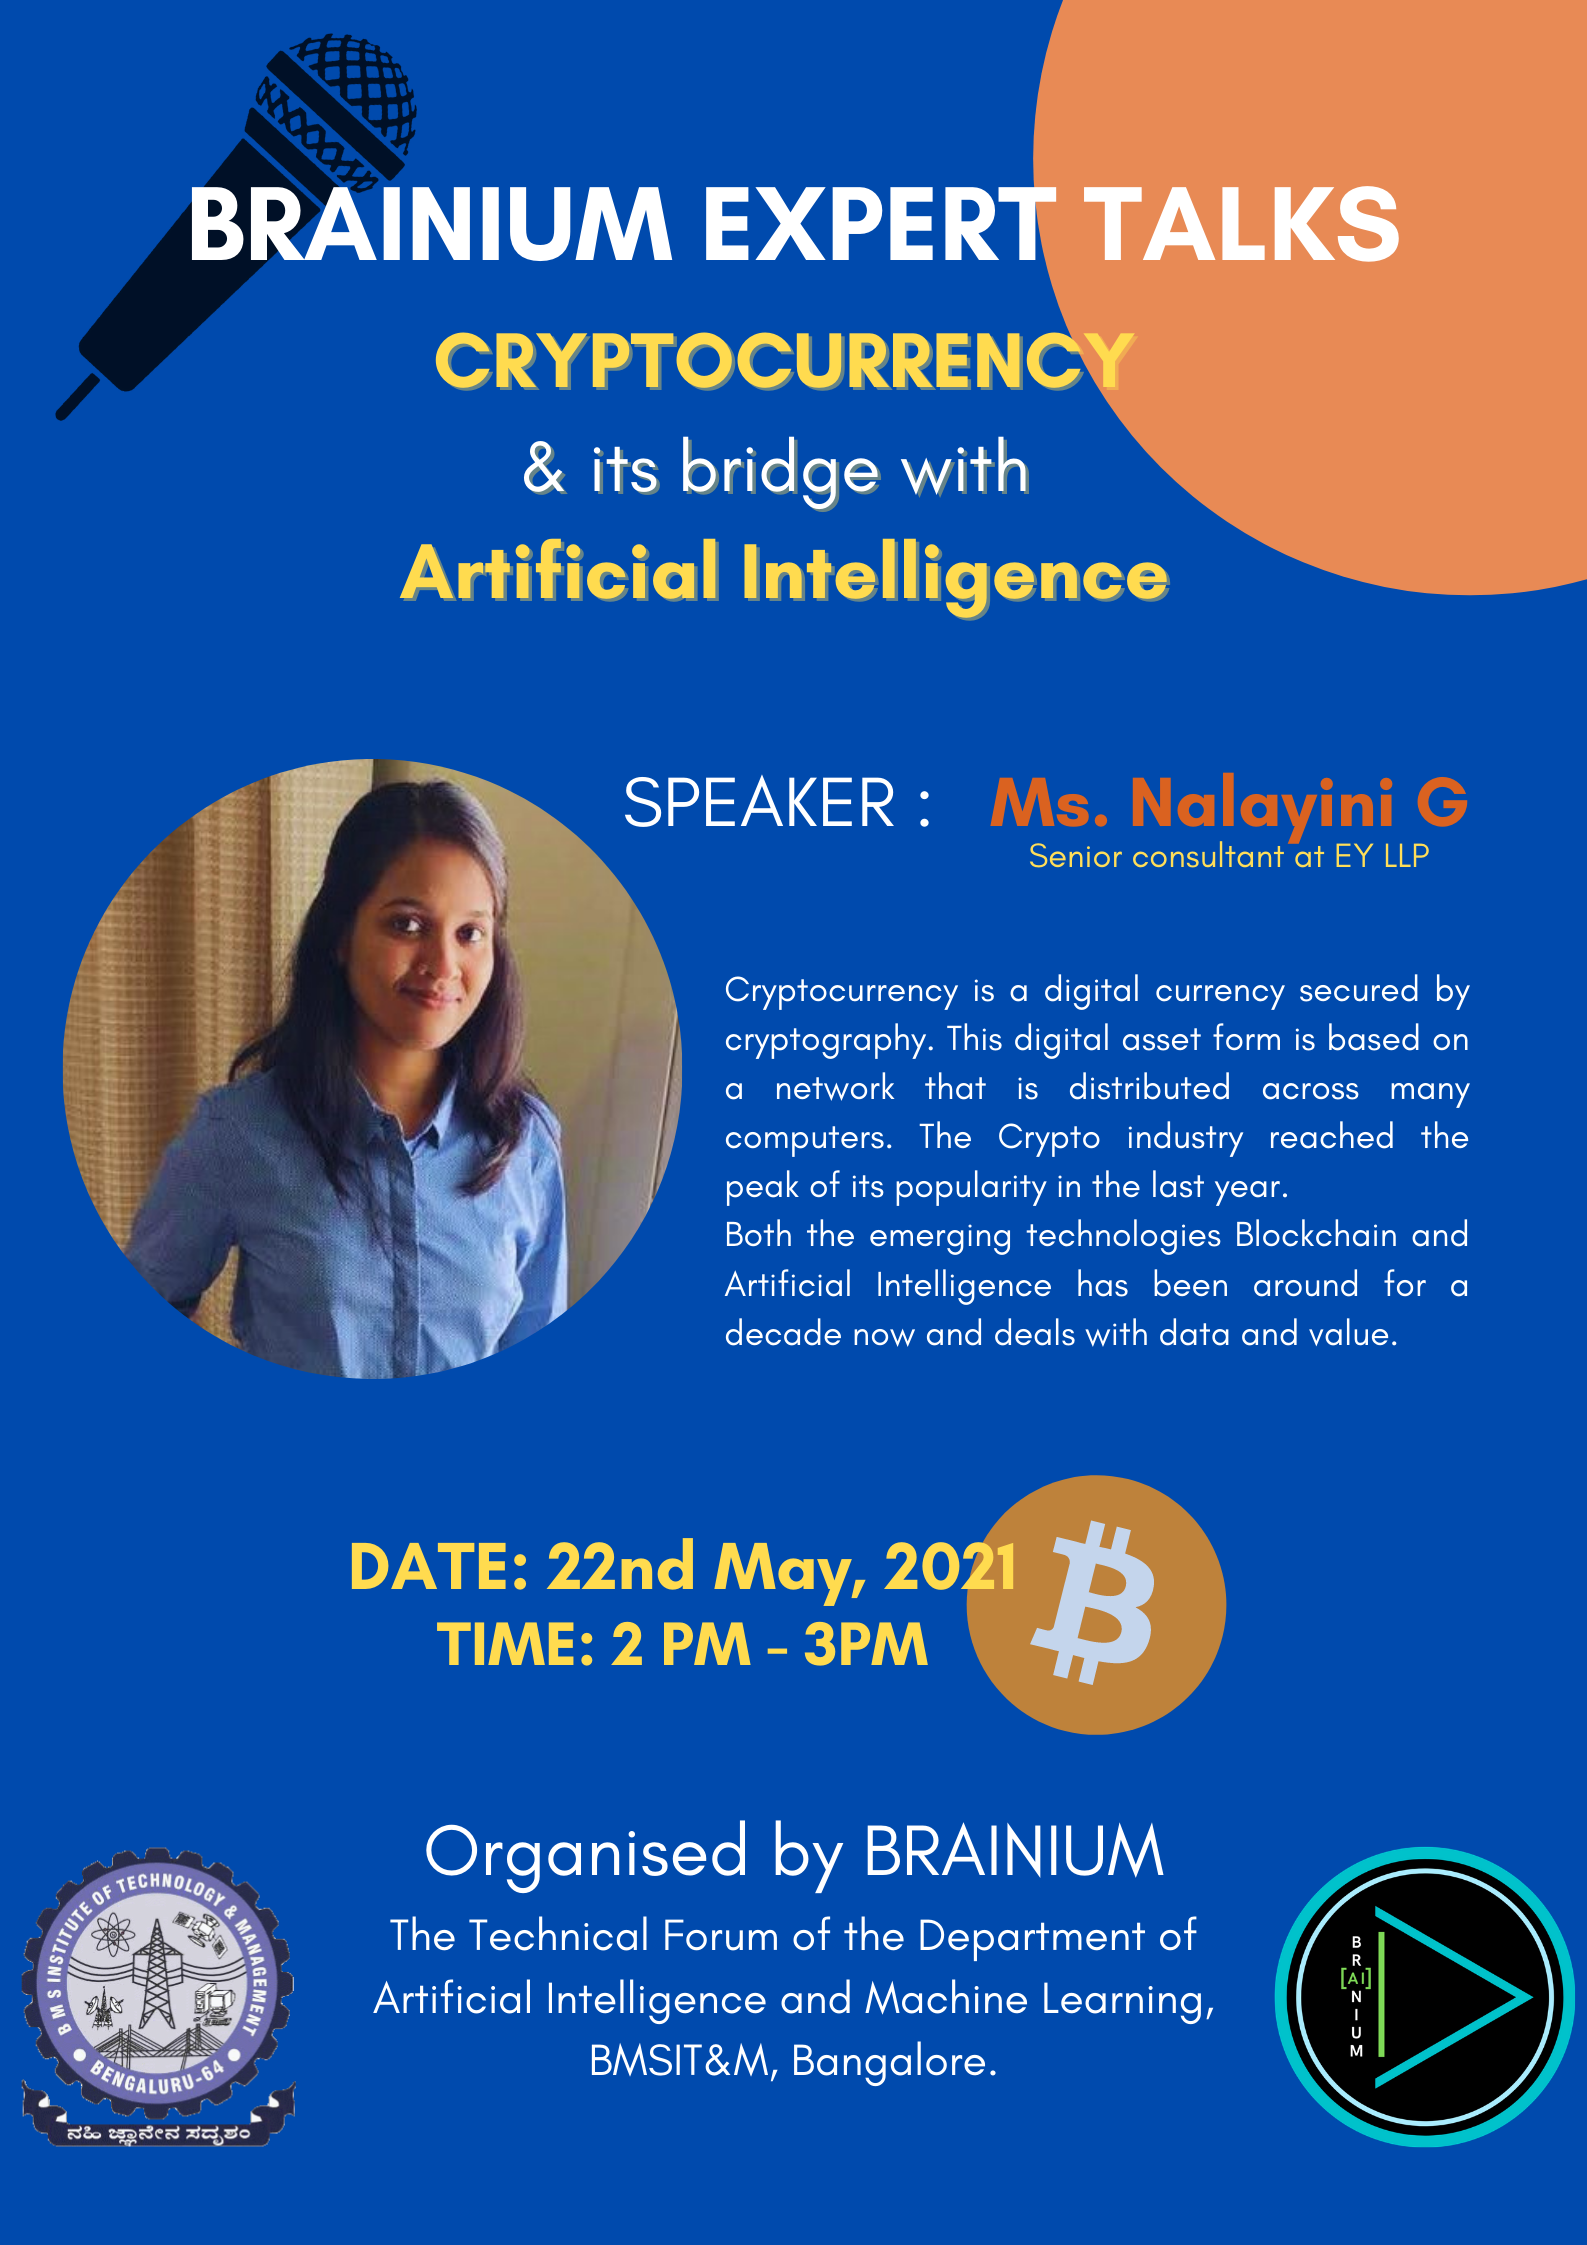 BRAINIUM EXPERT TALKS
CRYPTOCURRENCY
& its bridge with
Artificial Intelligence
SPEAKER : Ms. Nalayini G
Senior consultant at EY LLP
Cryptocurrency is a digital currency secured by
cryptography. This digital asset form is based on
a network that is distributed across many
computers. The Crypto industry reached the
peak of its popularity in the last year.
Both the emerging technologies Blockchain and
Artificial Intelligence has been around for a
decade now and deals with data and value.
DATE: 22nd May, 2021
TIME: 2 PM - 3PM
Organised by BRAINIUM
The Technical Forum of the Department of
Artificial Intelligence and Machine Learning,
BMSIT&M, Bangalore.
B M S INSTITUTE OF TECHNOLOGY & MANAGEMENT
BENGALURU-64
ನಹಿ ಜ್ಞಾನೇನ ಸದೃಶಂ
BR[AI]NIUM